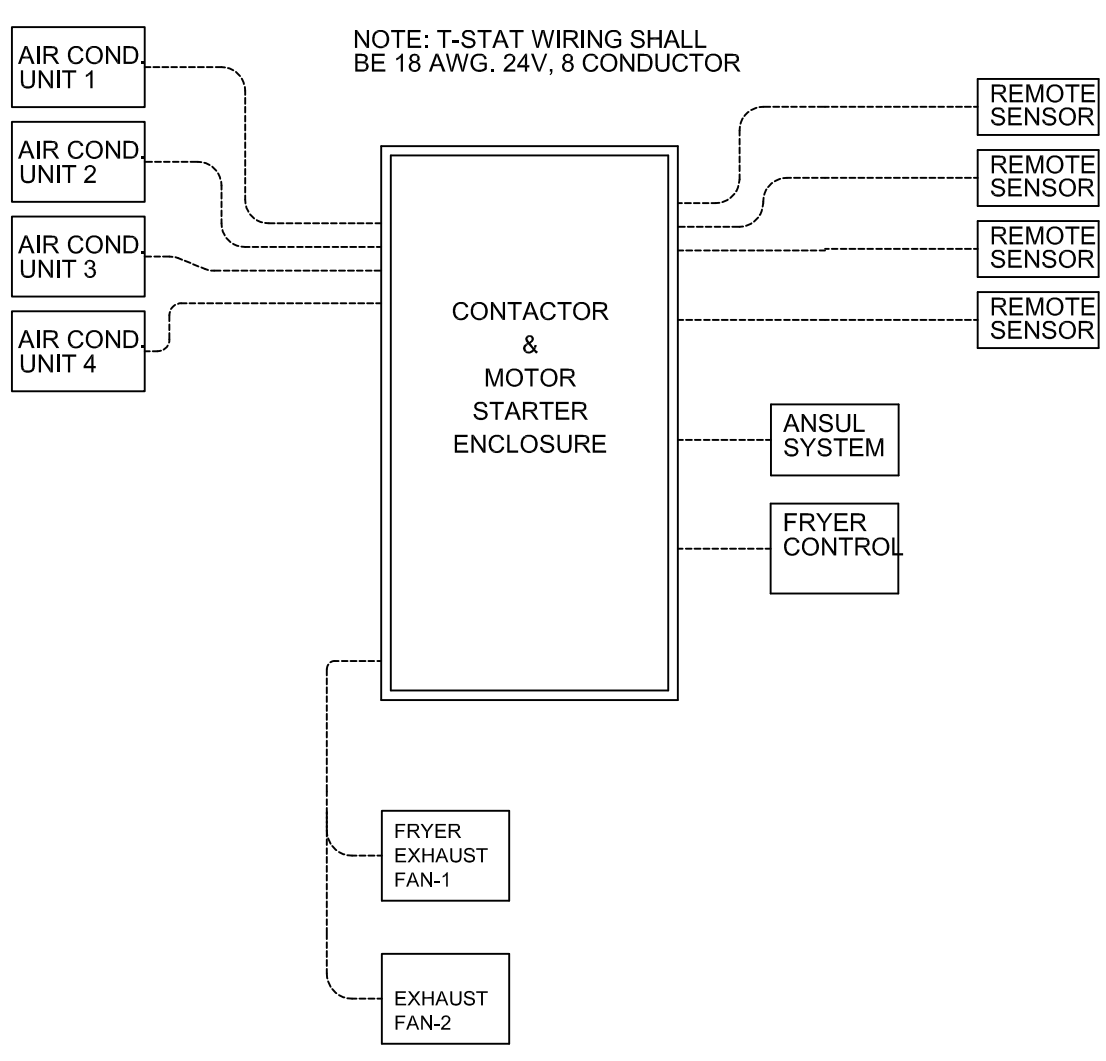 NOTE: T-STAT WIRING SHALL
BE 18 AWG. 24V, 8 CONDUCTOR
AIR COND.
UNIT 1
AIR COND.
UNIT 2
AIR COND.
UNIT 3
AIR COND.
UNIT 4
CONTACTOR
&
MOTOR
STARTER
ENCLOSURE
REMOTE
SENSOR
REMOTE
SENSOR
REMOTE
SENSOR
REMOTE
SENSOR
ANSUL
SYSTEM
FRYER
CONTROL
FRYER
EXHAUST
FAN-1
EXHAUST
FAN-2